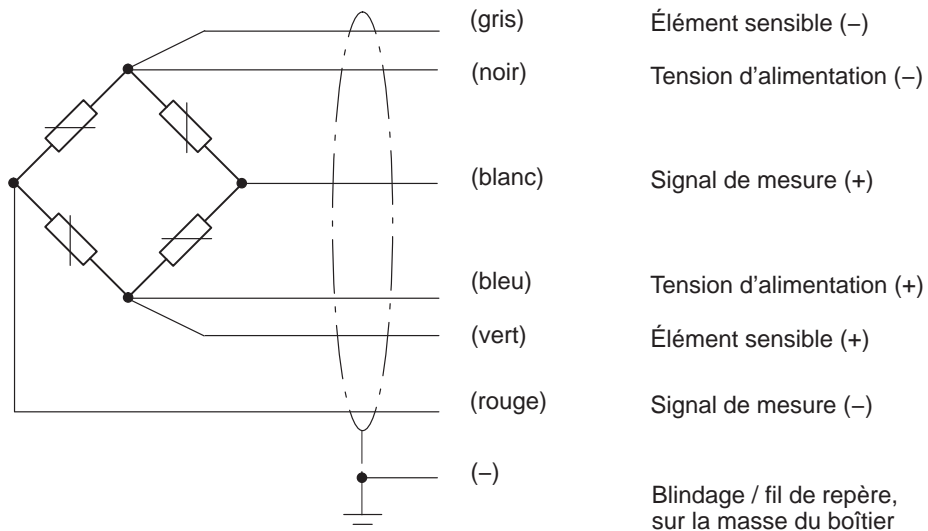 (gris) Élément sensible (−)
(noir) Tension d’alimentation (−)
(blanc) Signal de mesure (+)
(bleu) Tension d’alimentation (+)
(vert) Élément sensible (+)
(rouge) Signal de mesure (−)
(−)
Blindage / fil de repère,
sur la masse du boîtier